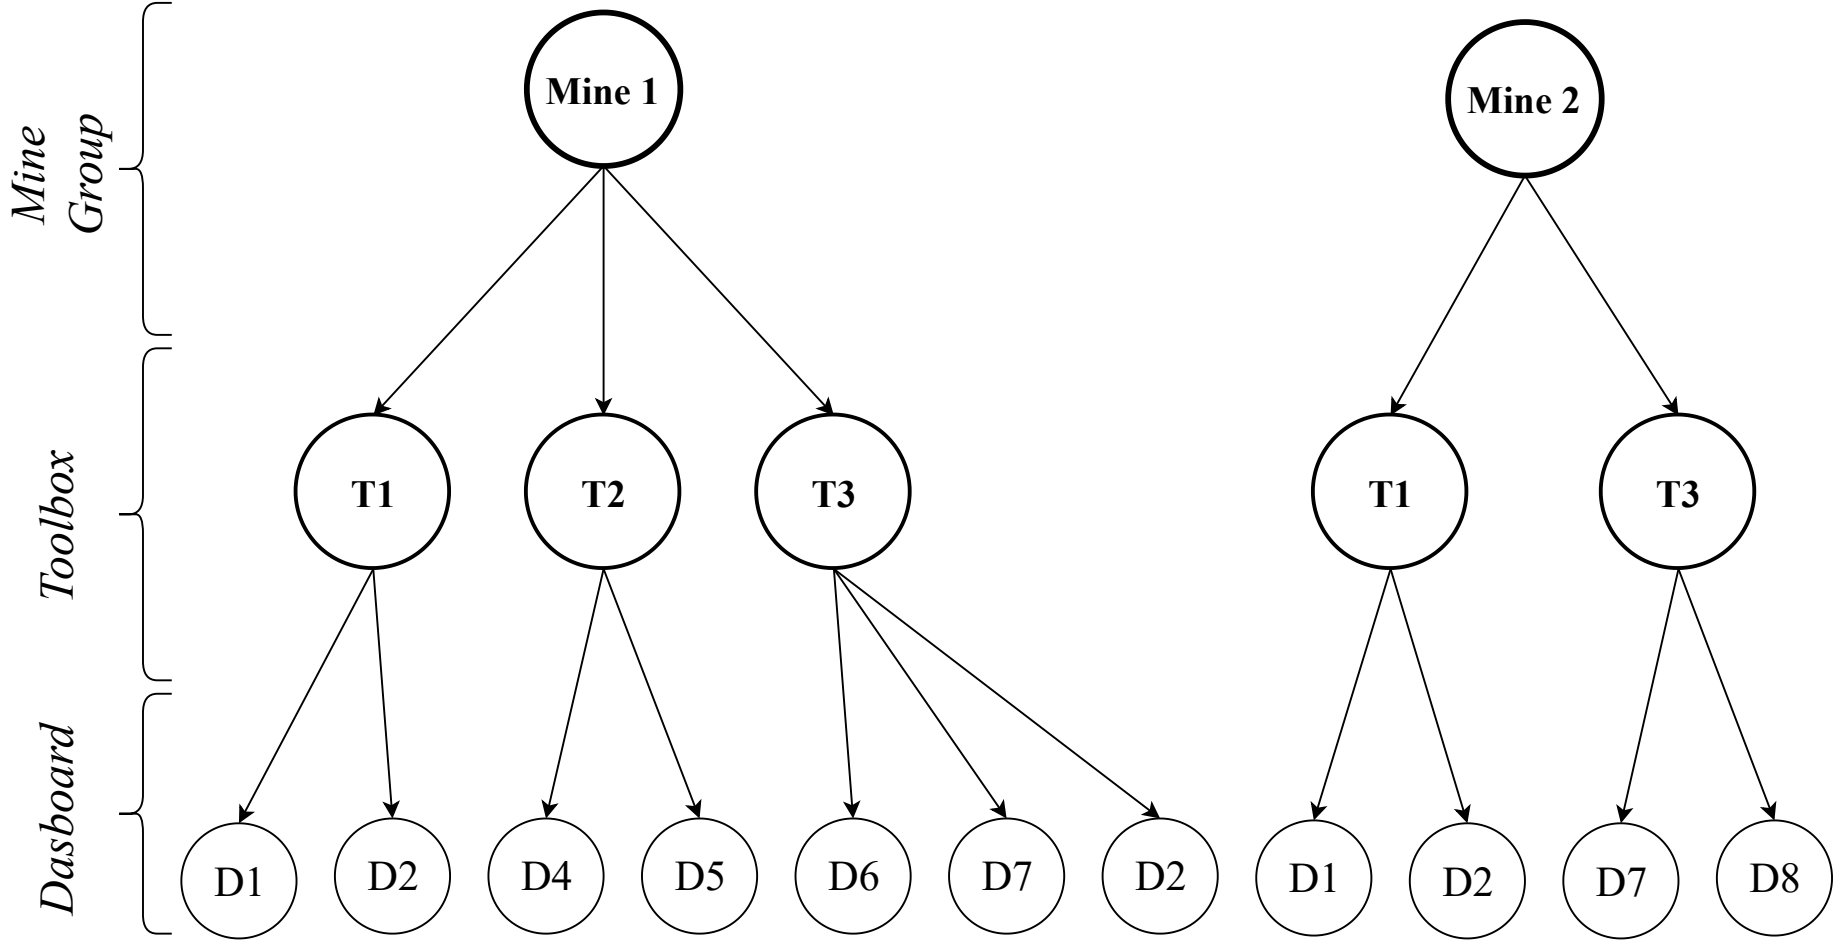 Mine
Group
Mine 1
Mine 2
Toolbox
T1
T2
T3
T1
T3
Dasboard
D1
D2
D4
D5
D6
D7
D2
D1
D2
D7
D8